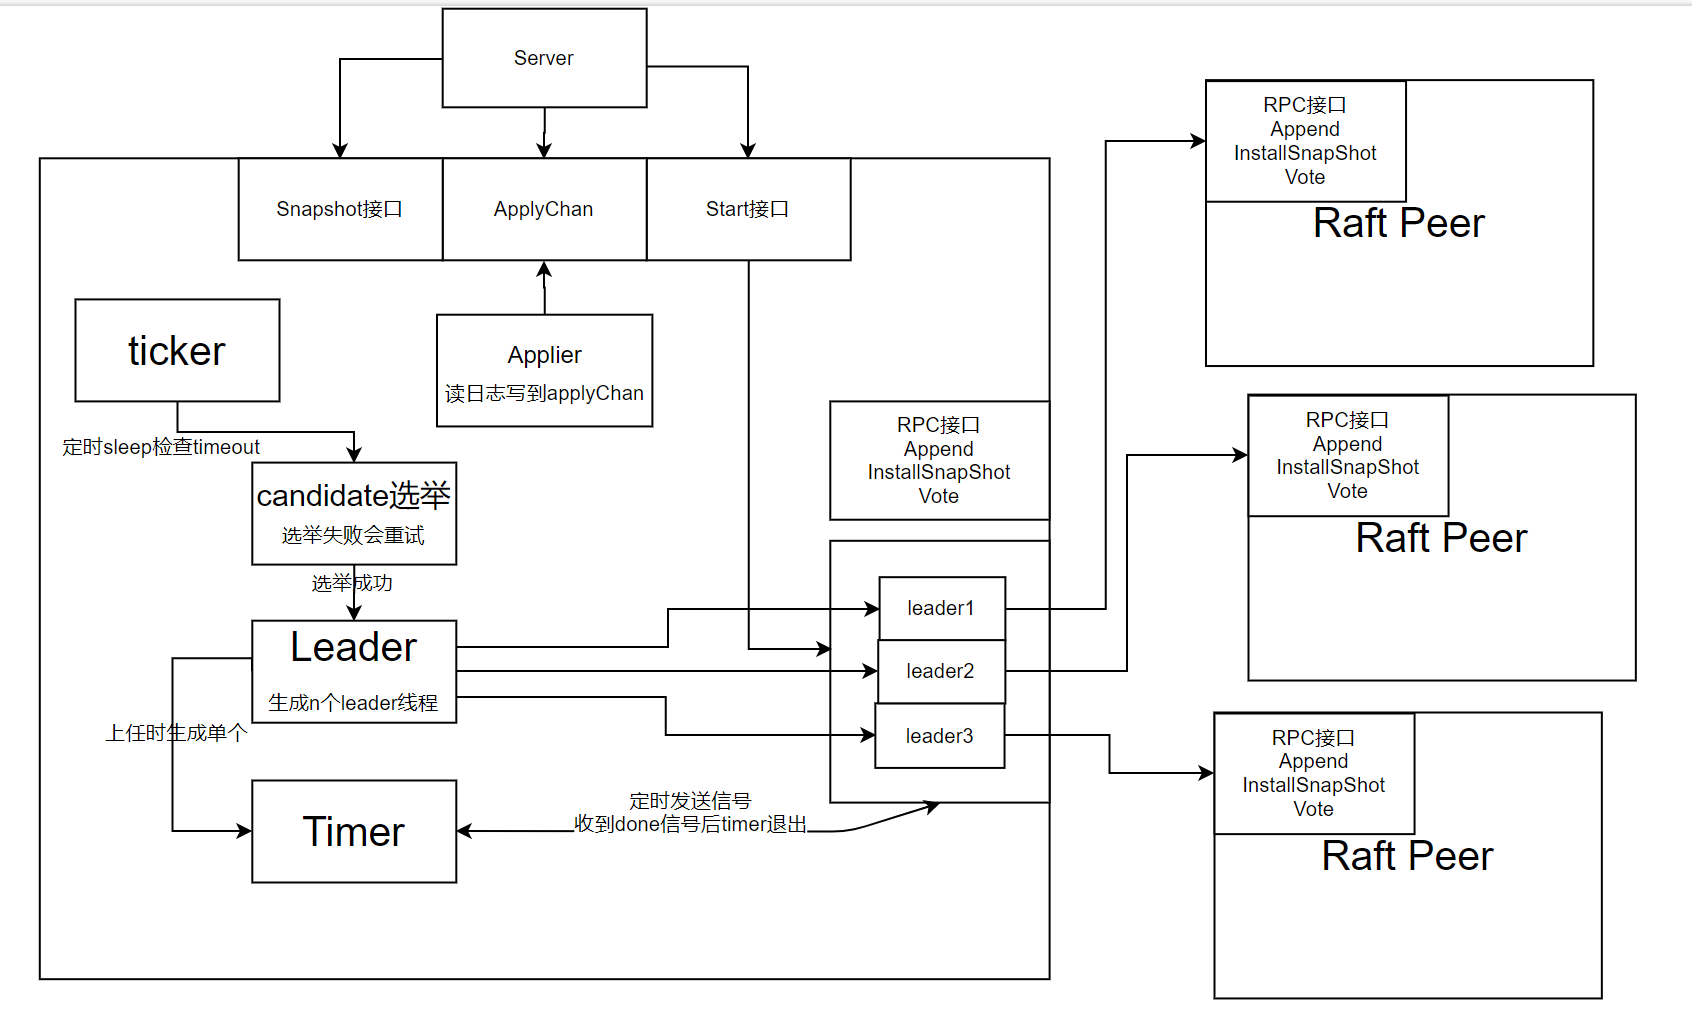 Server
Snapshot接口
ApplyChan
Start接口
ticker
定时sleep检查timeout
Applier
读日志写到applyChan
candidate选举
选举失败会重试
选举成功
Leader
生成n个leader线程
上任时生成单个
Timer
定时发送信号
收到done信号后timer退出
RPC接口
Append
InstallSnapShot
Vote
leader1
leader2
leader3
RPC接口
Append
InstallSnapShot
Vote
Raft Peer
RPC接口
Append
InstallSnapShot
Vote
Raft Peer
RPC接口
Append
InstallSnapShot
Vote
Raft Peer